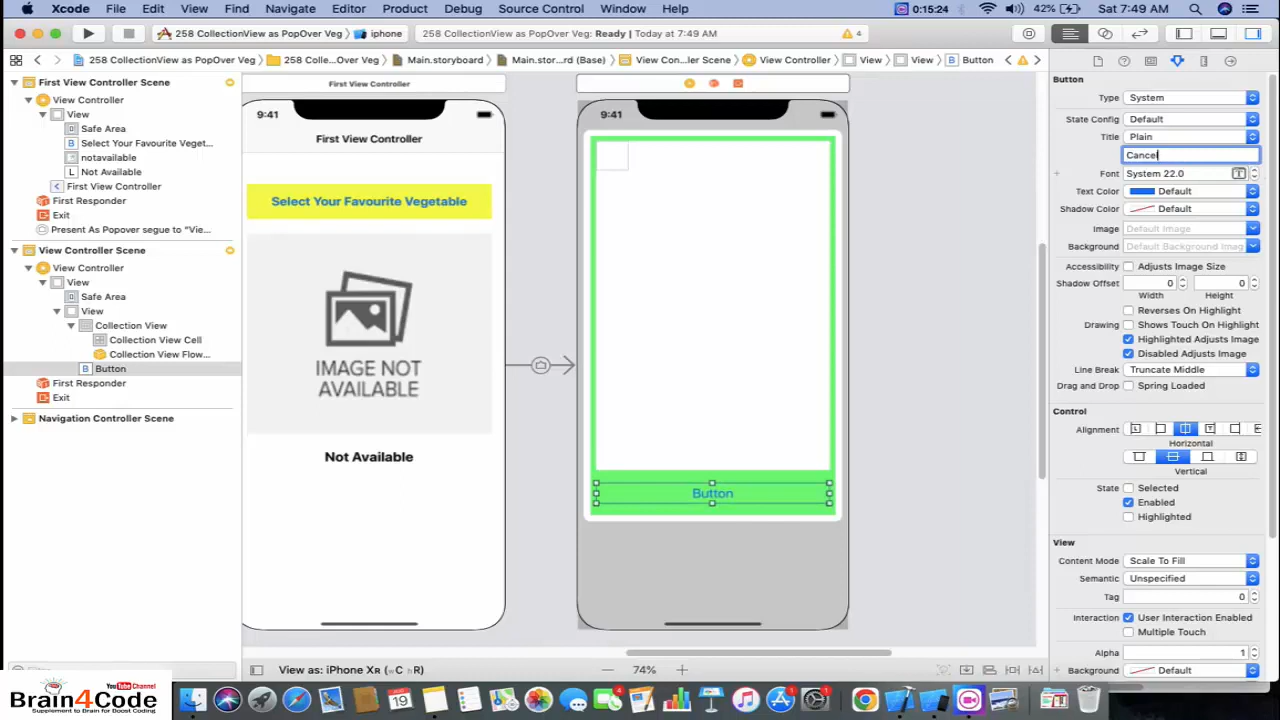 Xcode File Edit View Find Navigate Editor Product Debug Source Control Window Help 0:15:24 42% Sat 7:49 AM
258 CollectionView as PopOver Veg iphone 258 CollectionView as PopOver Veg: Ready | Today at 7:49 AM 4
258 CollectionView as PopOver Veg 258 Colle...Over Veg Main.storyboard Main.stor...rd (Base) View Con...ler Scene View Controller View View Button
First View Controller Scene
View Controller
View
Safe Area
B Select Your Favourite Veget...
notavailable
L Not Available
First View Controller
First Responder
Exit
Present As Popover segue to "Vie...
View Controller Scene
View Controller
View
Safe Area
View
Collection View
Collection View Cell
Collection View Flow...
B Button
First Responder
Exit
Navigation Controller Scene
First View Controller
9:41
First View Controller
Select Your Favourite Vegetable
IMAGE NOT
AVAILABLE
Not Available
9:41
Button
View as: iPhone XR (wC hR)
74%
Button
Type System
State Config Default
Title Plain
Cancel
Font System 22.0
Text Color Default
Shadow Color Default
Image Default Image
Background Default Background Imag
Accessibility Adjusts Image Size
Shadow Offset 0 0
Width Height
Reverses On Highlight
Drawing Shows Touch On Highlight
Highlighted Adjusts Image
Disabled Adjusts Image
Line Break Truncate Middle
Drag and Drop Spring Loaded
Control
Alignment
Horizontal
Vertical
State Selected
Enabled
Highlighted
View
Content Mode Scale To Fill
Semantic Unspecified
Tag 0
Interaction User Interaction Enabled
Multiple Touch
Alpha 1
Background Default
YouTube Channel
Brain4Code
Supplement to Brain for Boost Coding
19
4
1
1